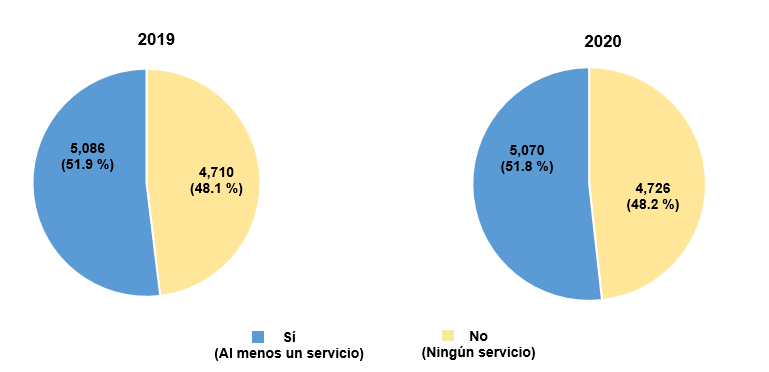 2019
2020
5,086
(51.9 %)
4,710
(48.1 %)
5,070
(51.8 %)
4,726
(48.2 %)
Sí
(Al menos un servicio)
No
(Ningún servicio)